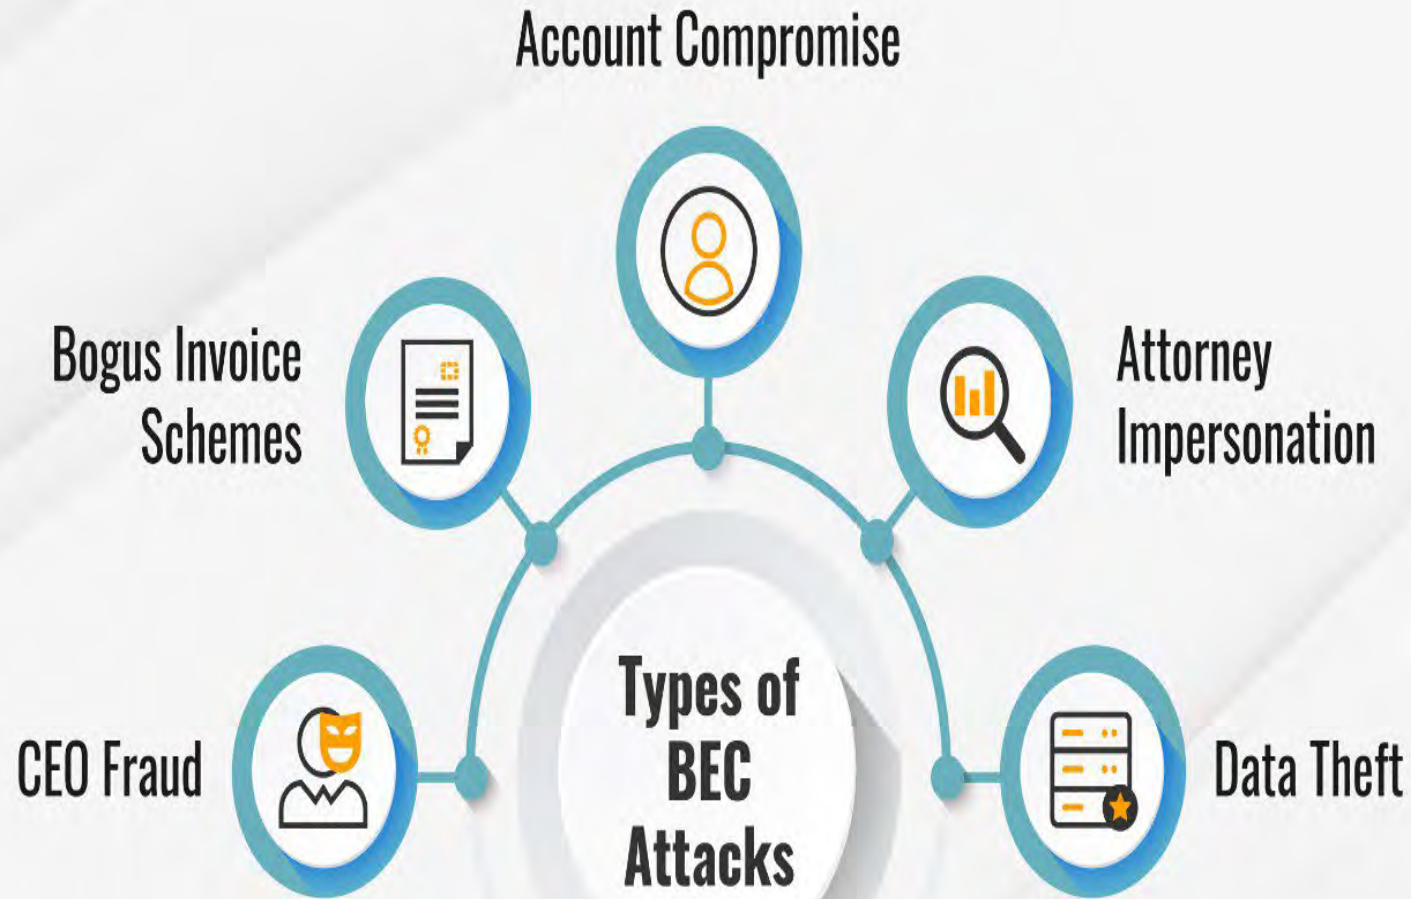 Account Compromise
Bogus Invoice
Schemes
Attorney
Impersonation
CEO Fraud
Types of
BEC
Attacks
Data Theft